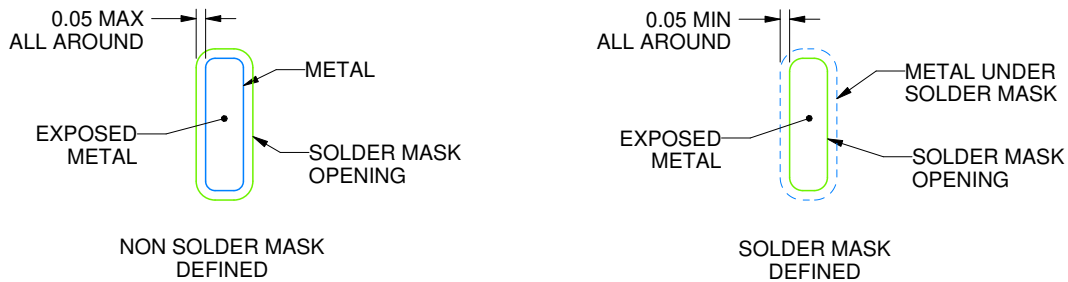 0.05 MAX
ALL AROUND
METAL
EXPOSED
METAL
SOLDER MASK
OPENING
NON SOLDER MASK
DEFINED
0.05 MIN
ALL AROUND
METAL UNDER
SOLDER MASK
EXPOSED
METAL
SOLDER MASK
OPENING
SOLDER MASK
DEFINED